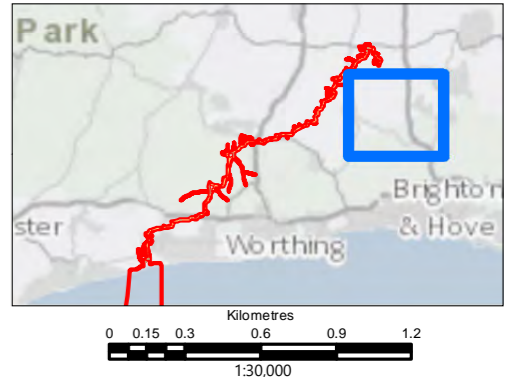 Park
Brighton
& Hove
ster
Worthing
Kilometres
0 0.15 0.3 0.6 0.9 1.2
1:30,000